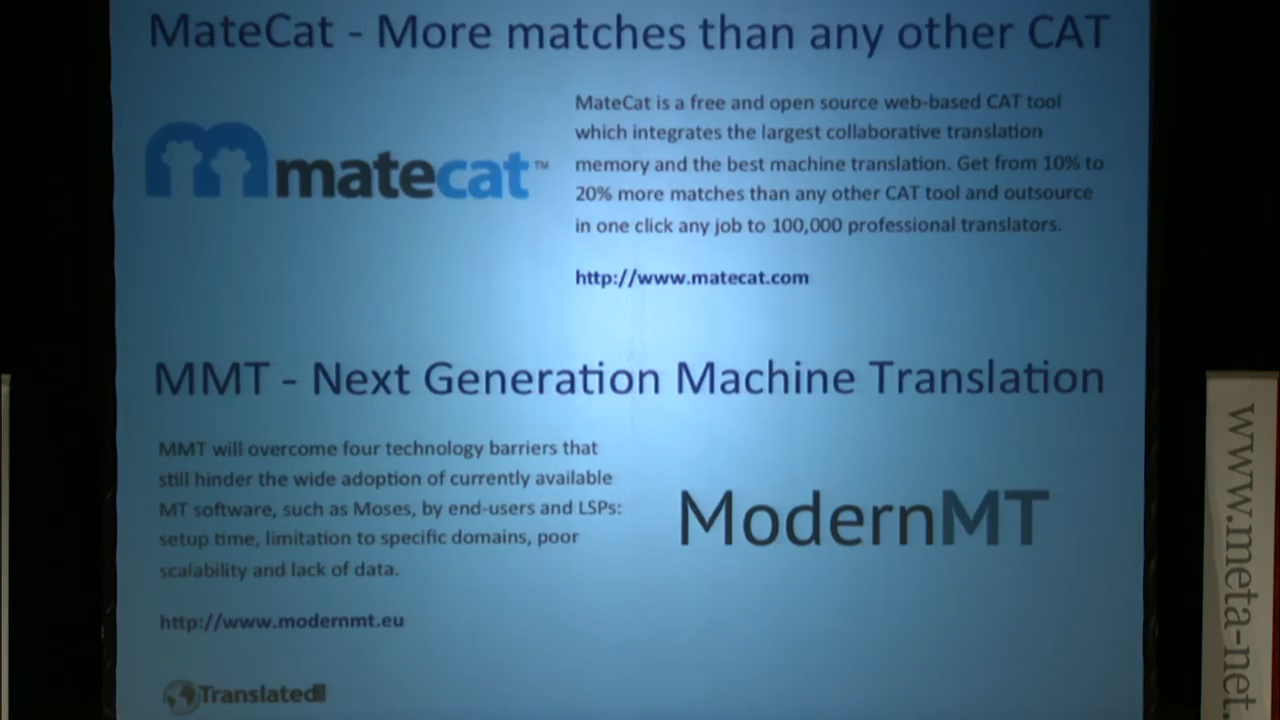 MateCat - More matches than any other CAT
matecat™
MateCat is a free and open source web-based CAT tool
which integrates the largest collaborative translation
memory and the best machine translation. Get from 10% to
20% more matches than any other CAT tool and outsource
in one click any job to 100,000 professional translators.
http://www.matecat.com
MMT - Next Generation Machine Translation
MMT will overcome four technology barriers that
still hinder the wide adoption of currently available
MT software, such as Moses, by end-users and LSPs:
setup time, limitation to specific domains, poor
scalability and lack of data.
ModernMT
http://www.modernmt.eu
Translated
www.meta-net.